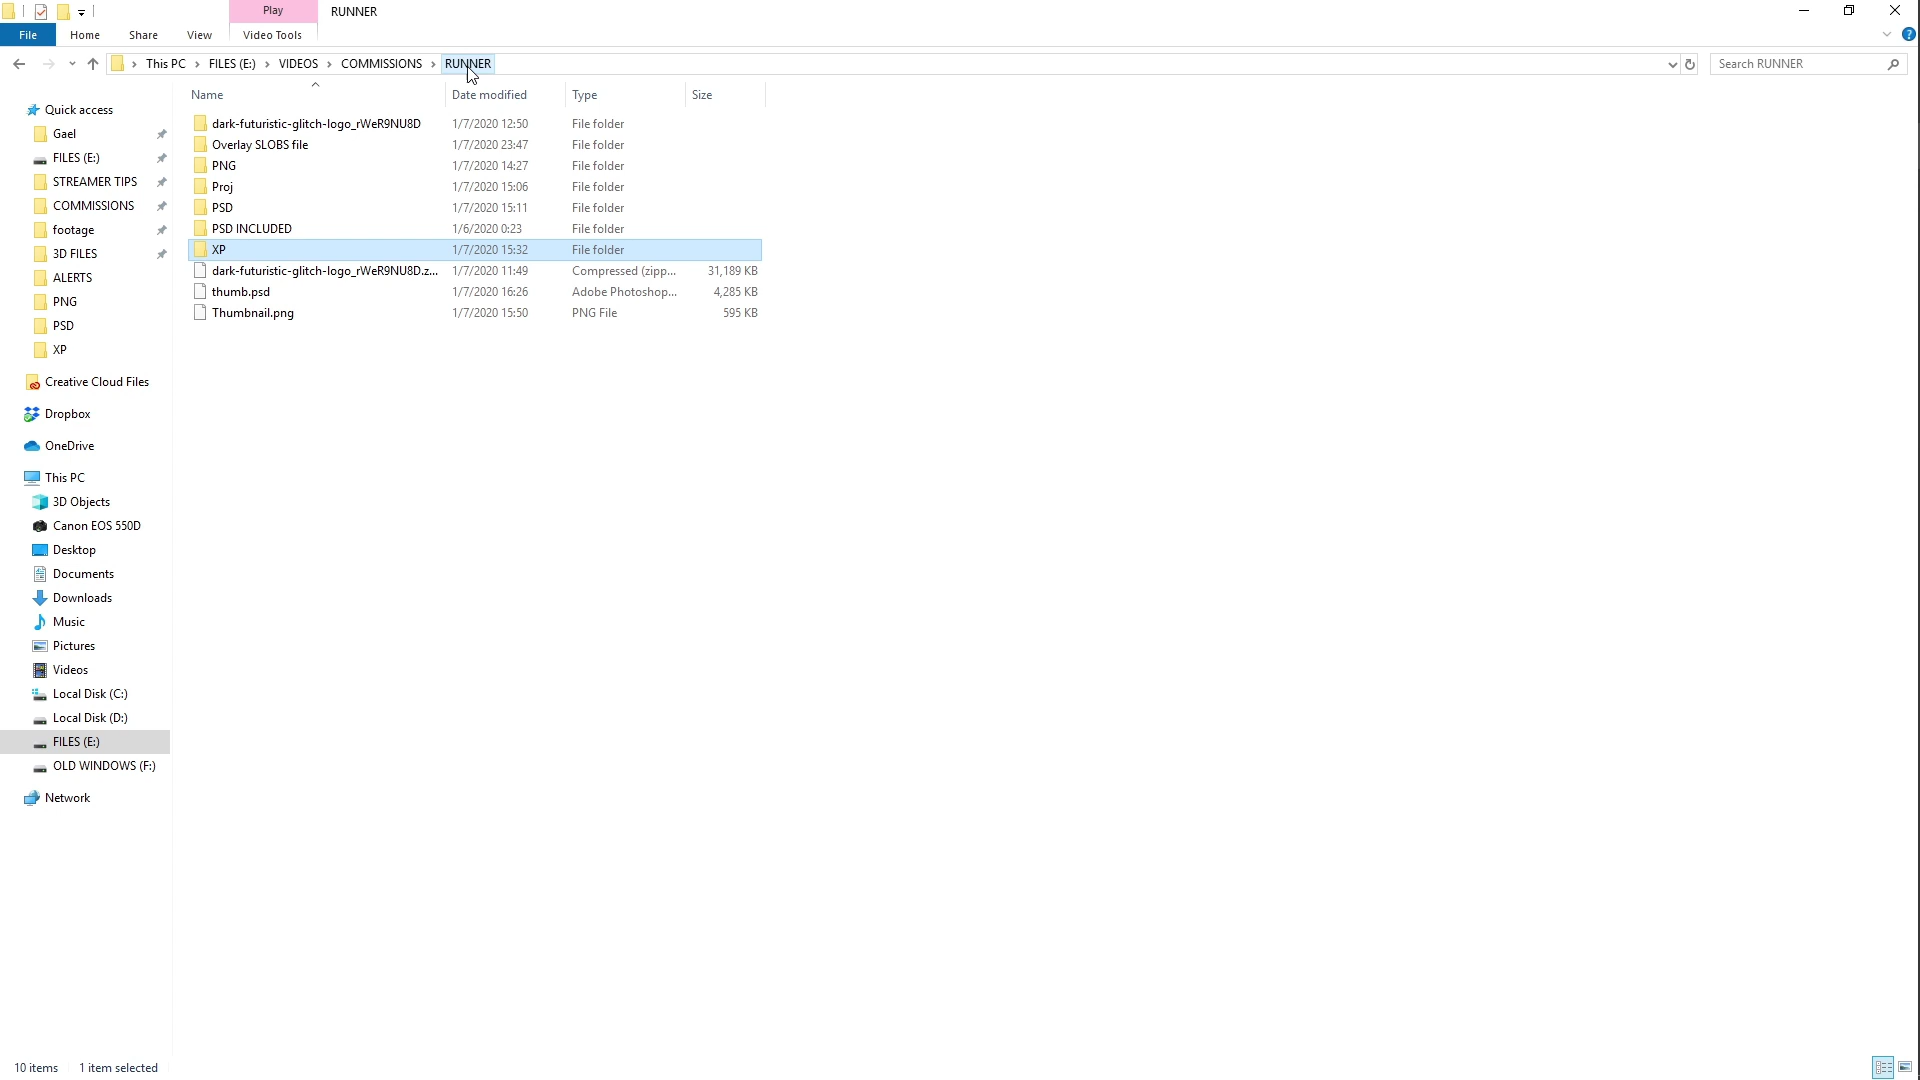 Play RUNNER
File Home Share View Video Tools
This PC FILES (E:) VIDEOS COMMISSIONS RUNNER Search RUNNER
Name Date modified Type Size
Quick access
Gael
FILES (E:)
STREAMER TIPS
COMMISSIONS
footage
3D FILES
ALERTS
PNG
PSD
XP
Creative Cloud Files
Dropbox
OneDrive
This PC
3D Objects
Canon EOS 550D
Desktop
Documents
Downloads
Music
Pictures
Videos
Local Disk (C:)
Local Disk (D:)
FILES (E:)
OLD WINDOWS (F:)
Network
dark-futuristic-glitch-logo_rWeR9NU8D 1/7/2020 12:50 File folder
Overlay SLOBS file 1/7/2020 23:47 File folder
PNG 1/7/2020 14:27 File folder
Proj 1/7/2020 15:06 File folder
PSD 1/7/2020 15:11 File folder
PSD INCLUDED 1/6/2020 0:23 File folder
XP 1/7/2020 15:32 File folder
dark-futuristic-glitch-logo_rWeR9NU8D.z... 1/7/2020 11:49 Compressed (zipp... 31,189 KB
thumb.psd 1/7/2020 16:26 Adobe Photoshop... 4,285 KB
Thumbnail.png 1/7/2020 15:50 PNG File 595 KB
10 items 1 item selected